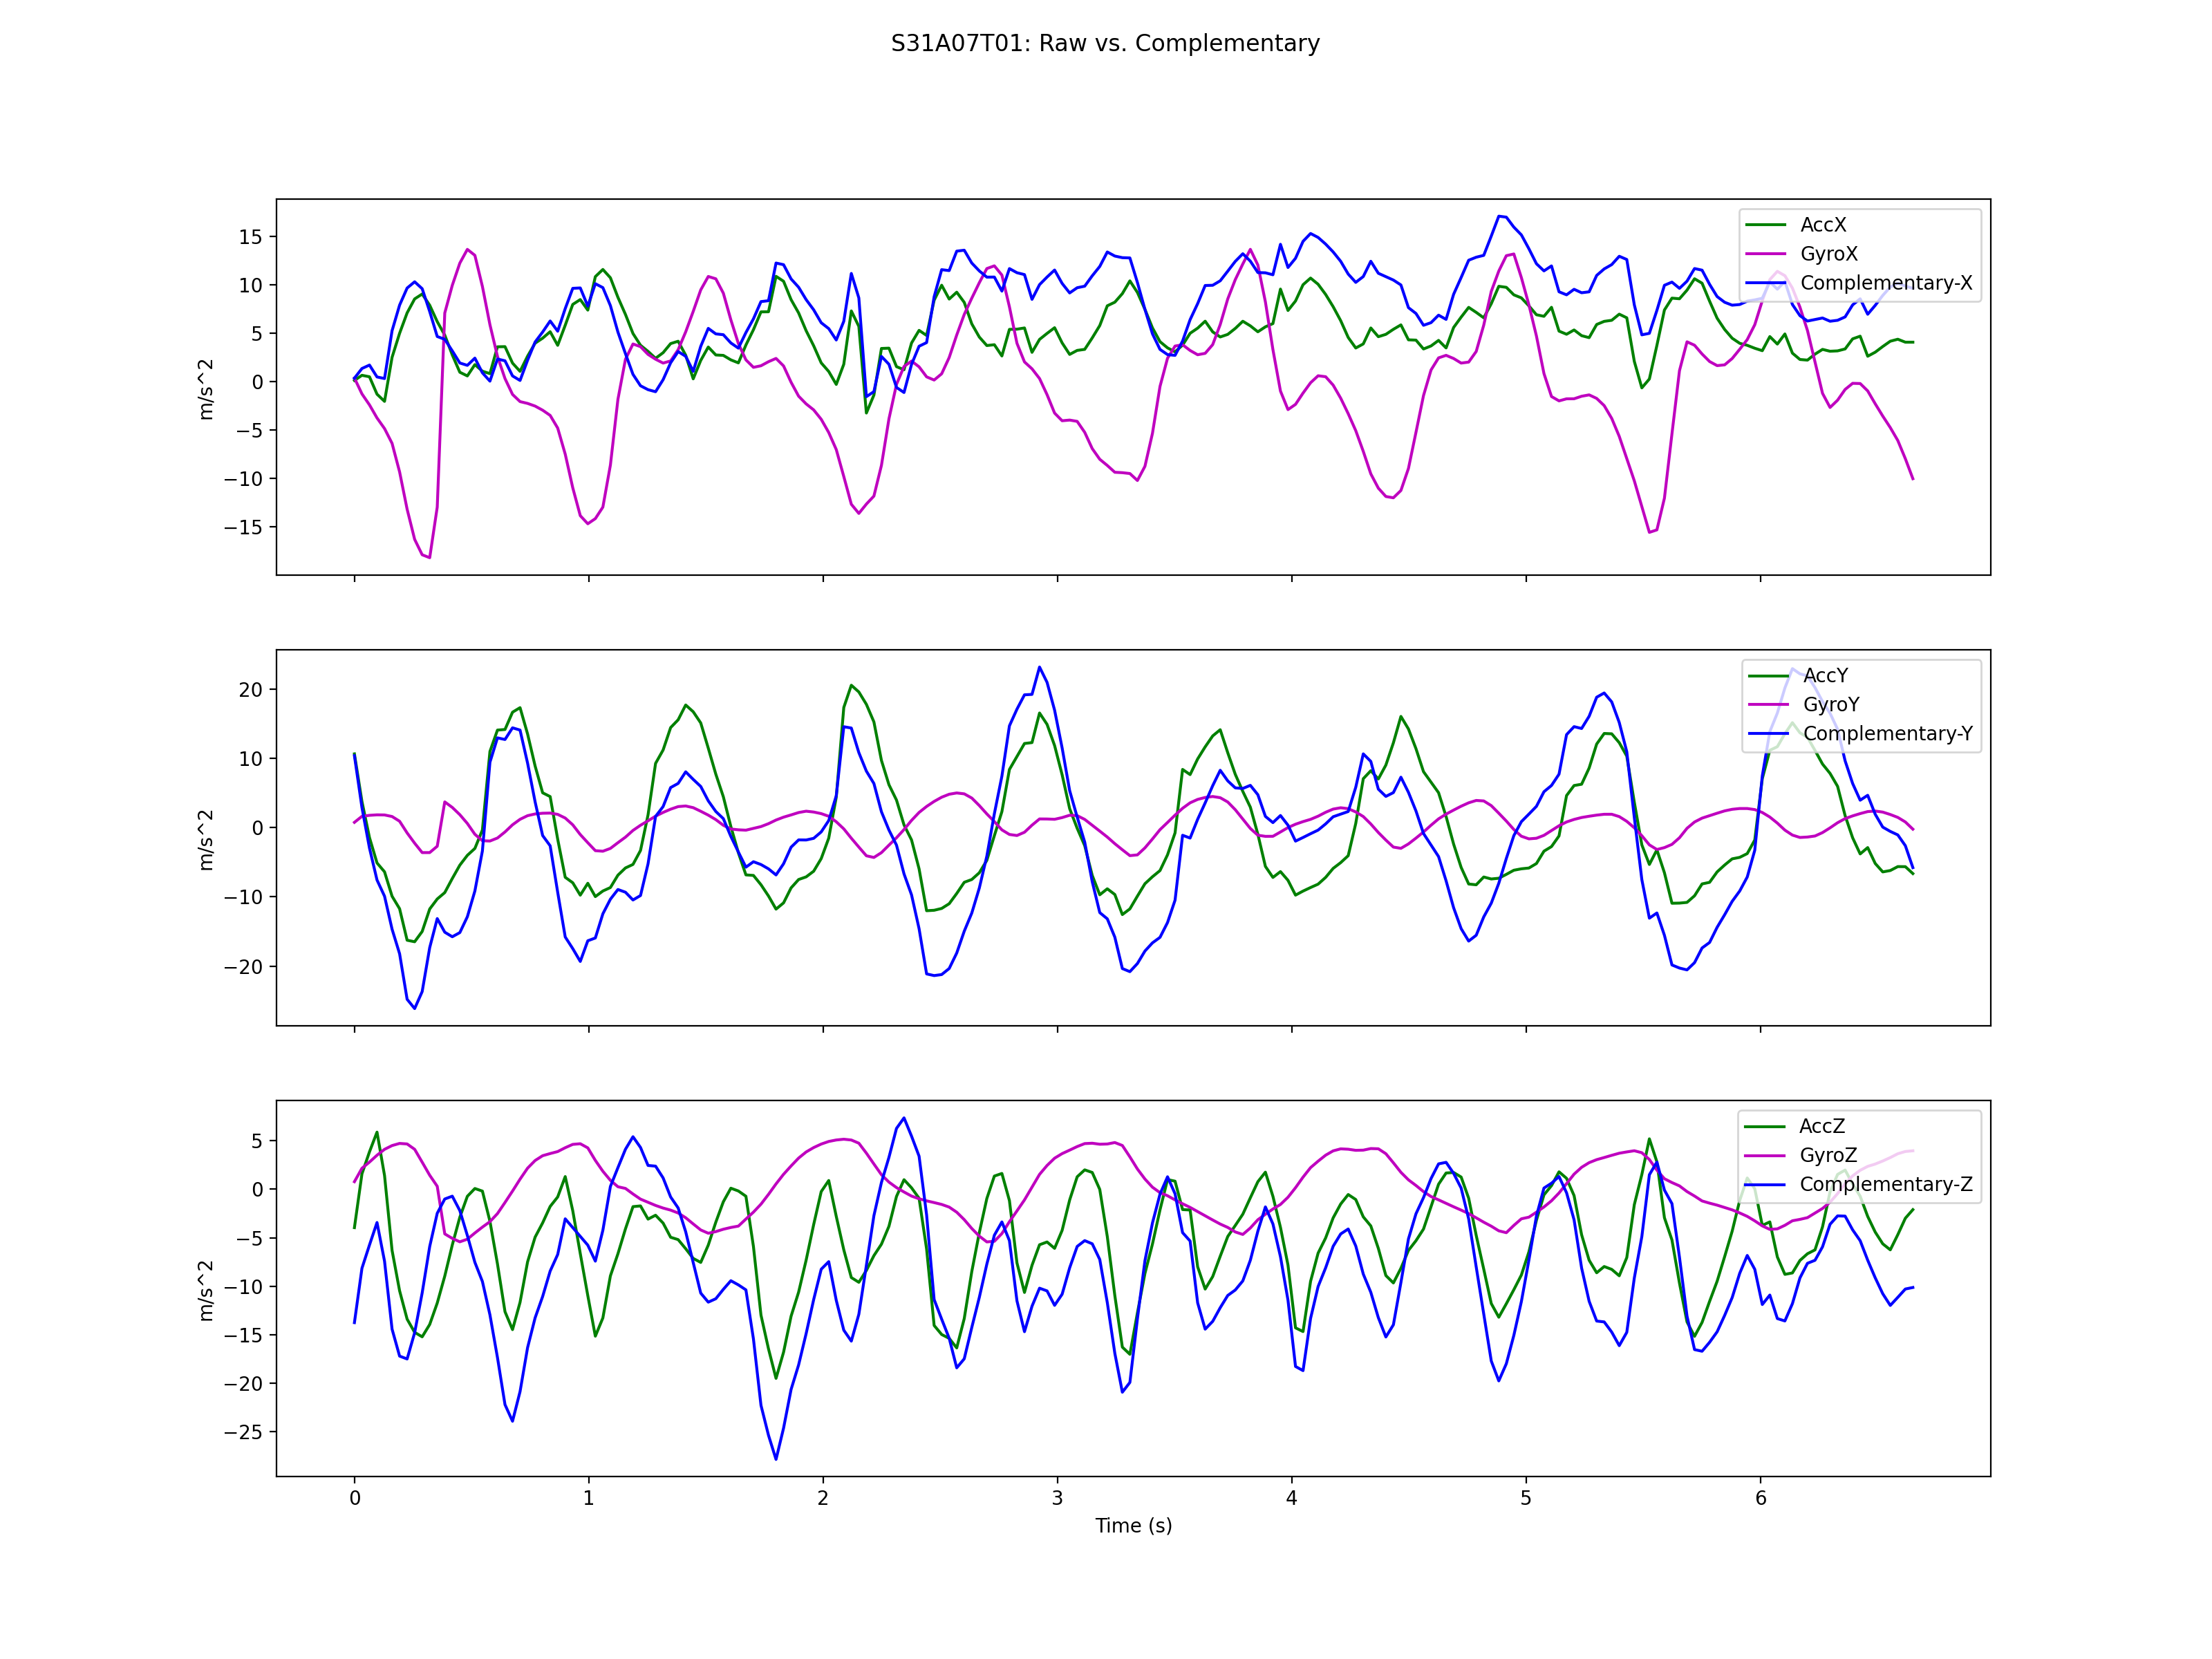 S31A07T01: Raw vs. Complementary
15
10
5
0
−5
−10
−15
m/s^2
AccX
GyroX
Complementary-X
20
10
0
−10
−20
m/s^2
AccY
GyroY
Complementary-Y
5
0
−5
−10
−15
−20
−25
m/s^2
AccZ
GyroZ
Complementary-Z
0 1 2 3 4 5 6
Time (s)